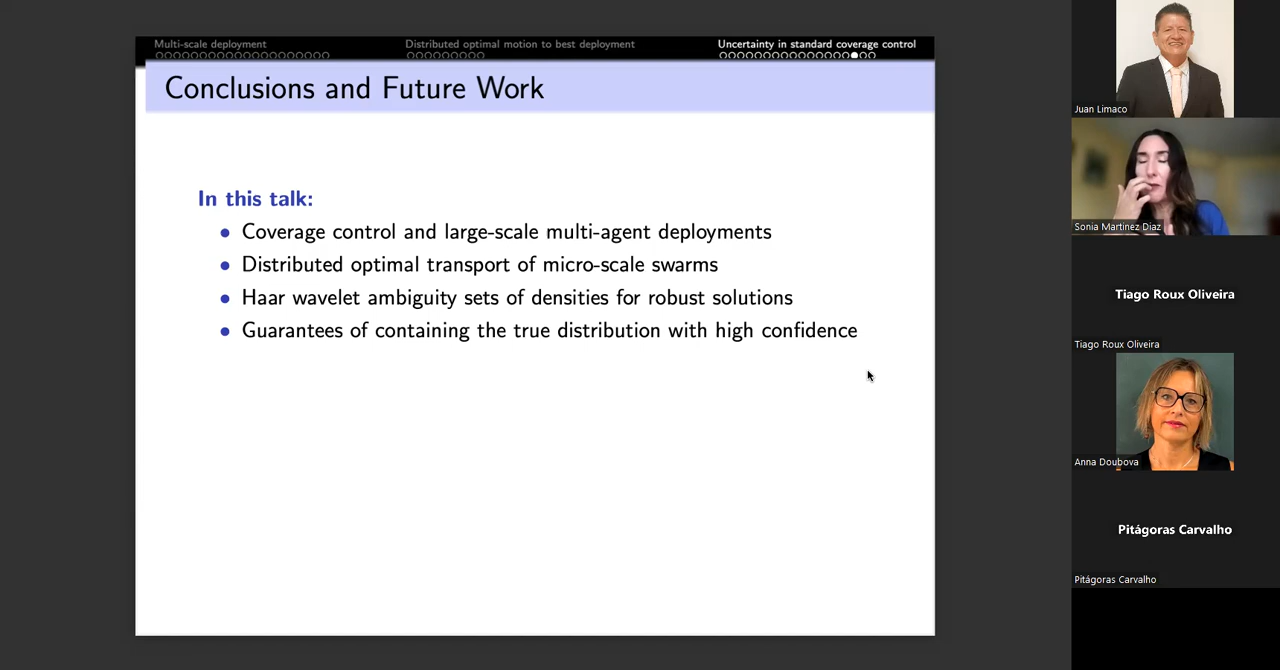 Multi-scale deployment
Distributed optimal motion to best deployment
Uncertainty in standard coverage control
Conclusions and Future Work
In this talk:
Coverage control and large-scale multi-agent deployments
Distributed optimal transport of micro-scale swarms
Haar wavelet ambiguity sets of densities for robust solutions
Guarantees of containing the true distribution with high confidence
Juan Limaco
Sonia Martinez Diaz
Tiago Roux Oliveira
Tiago Roux Oliveira
Anna Doubova
Pitágoras Carvalho
Pitágoras Carvalho